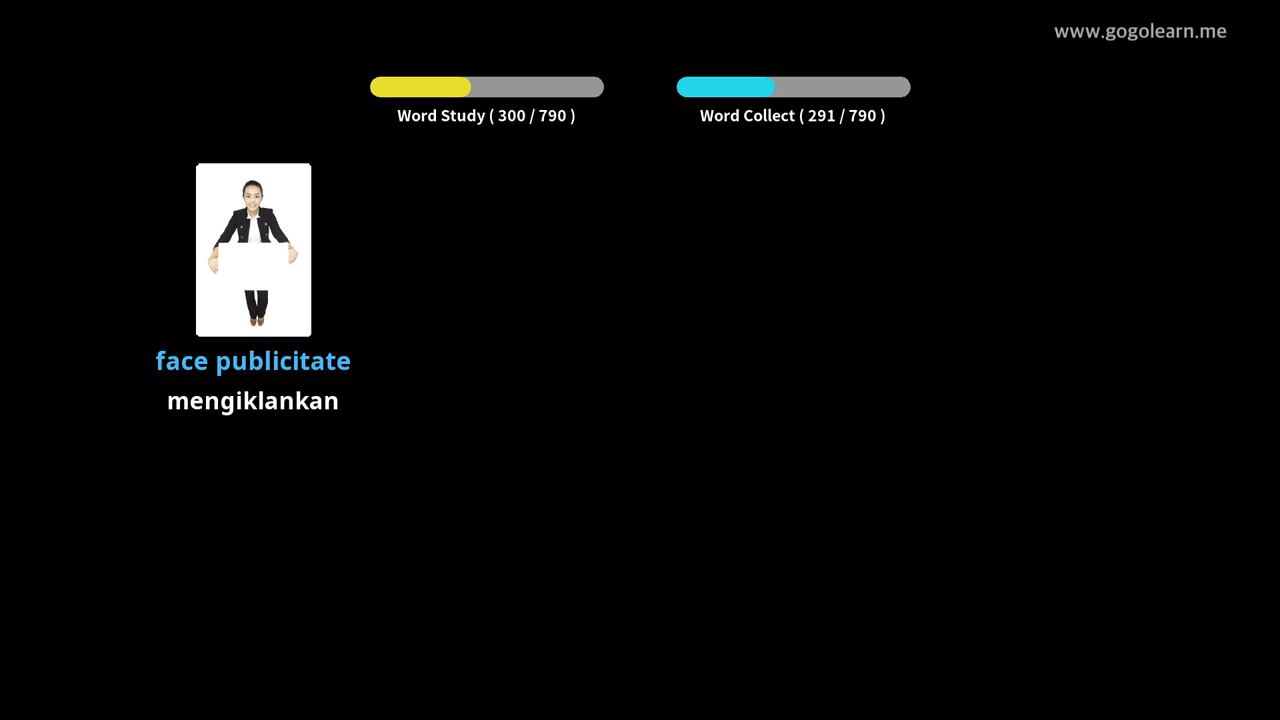 www.gogolearn.me
Word Study ( 300 / 790 )
Word Collect ( 291 / 790 )
face publicitate
mengiklankan